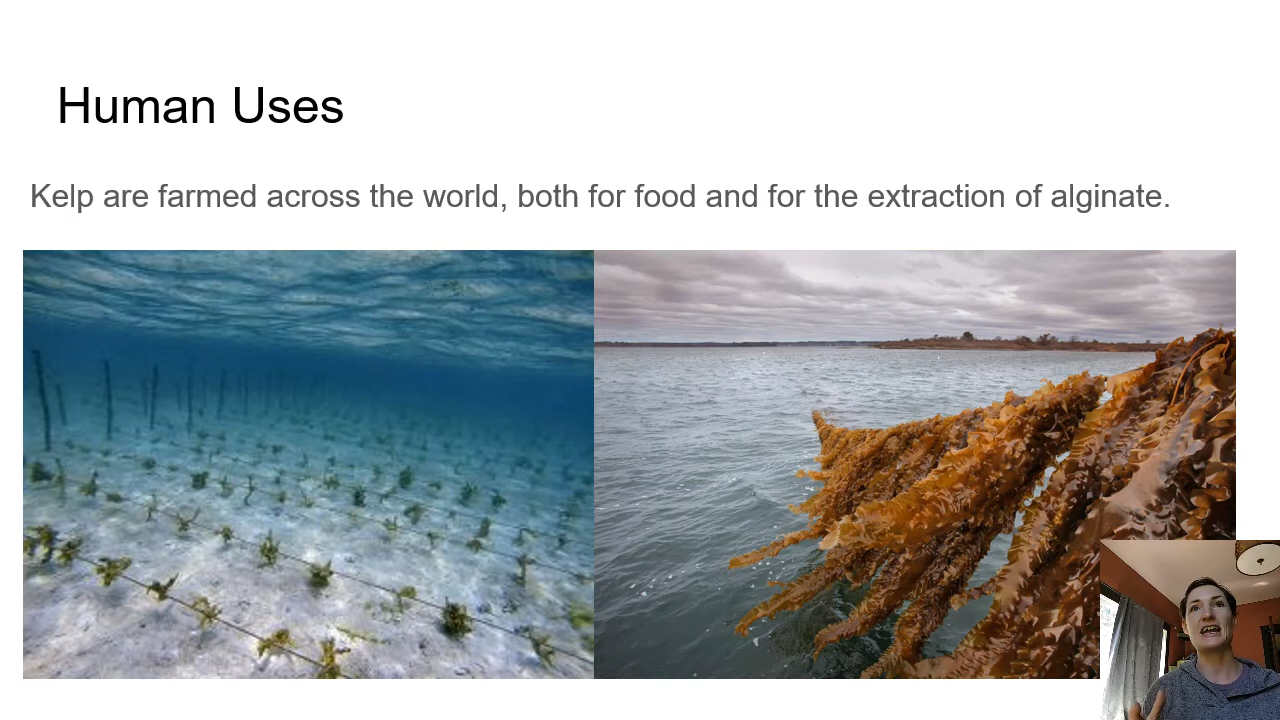 Human Uses
Kelp are farmed across the world, both for food and for the extraction of alginate.